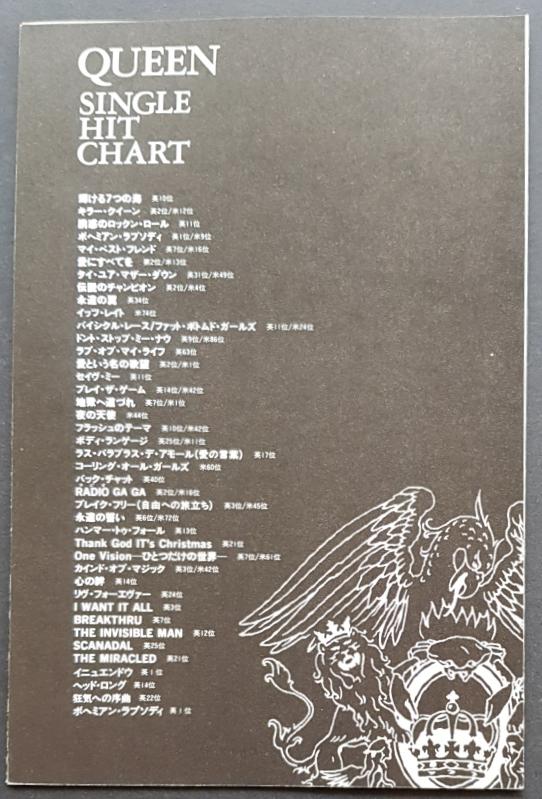 QUEEN
SINGLE
HIT
CHART
輝ける7つの海 英10位
キラー・クイーン 英2位/米12位
誘惑のロックン・ロール 英11位
ボヘミアン・ラプソディ 英1位/米9位
マイ・ベスト・フレンド 英7位/米16位
愛にすべてを 英2位/米13位
タイ・ユア・マザー・ダウン 英31位/米49位
伝説のチャンピオン 英2位/米4位
永遠の翼 英34位
イッツ・レイト 米74位
バイシクル・レース/ファット・ボトムド・ガールズ 英11位/米24位
ドント・ストップ・ミー・ナウ 英9位/米86位
ラブ・オブ・マイ・ライフ 英63位
愛という名の欲望 英2位/米1位
セイヴ・ミー 英11位
プレイ・ザ・ゲーム 英14位/米42位
地獄へ道づれ 英7位/米1位
夜の天使 米44位
フラッシュのテーマ 英10位/米42位
ボディ・ランゲージ 英25位/米11位
ラス・パラブラス・デ・アモール(愛の言葉) 英17位
コーリング・オール・ガールズ 米60位
バック・チャット 英40位
RADIO GA GA 英2位/米16位
ブレイク・フリー(自由への旅立ち) 英3位/米45位
永遠の誓い 英6位/米72位
ハンマー・トゥ・フォール 英13位
Thank God IT's Christmas 英21位
One Vision—ひとつだけの世界— 英7位/米61位
カインド・オブ・マジック 英3位/米42位
心の絆 英14位
リヴ・フォーエヴァー 英24位
I WANT IT ALL 英3位
BREAKTHRU 英7位
THE INVISIBLE MAN 英12位
SCANADAL 英25位
THE MIRACLED 英21位
イニュエンドウ 英1位
ヘッド・ロング 英14位
狂気への序曲 英22位
ボヘミアン・ラプソディ 英1位